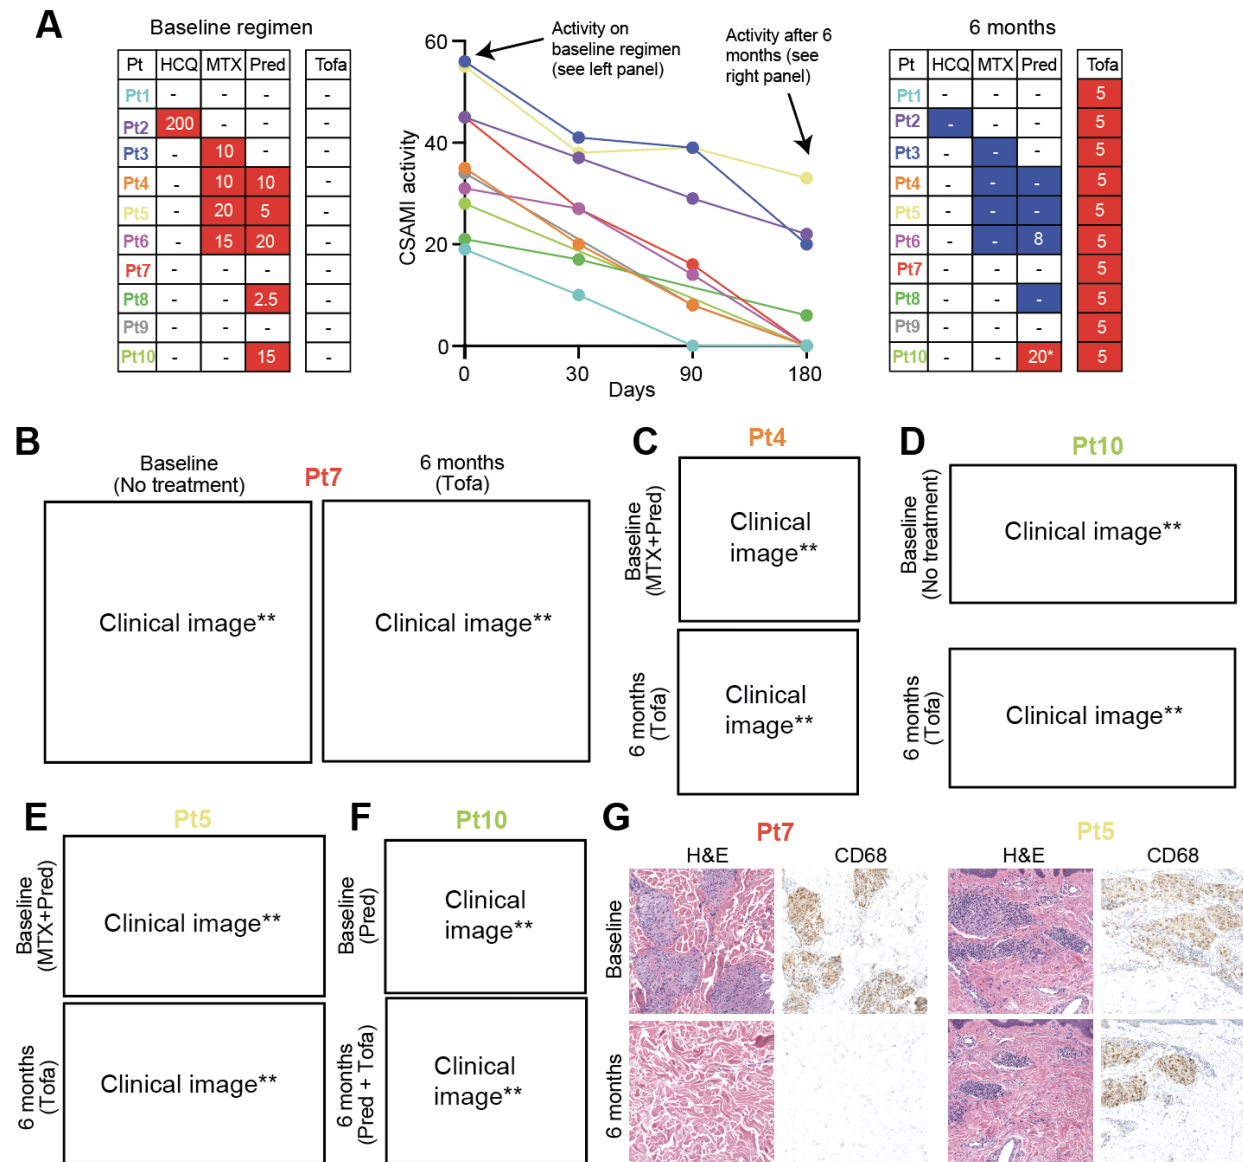 A
Baseline regimen
Pt HCQ MTX Pred Tofa
Pt1 - - - -
Pt2 200 - - -
Pt3 - 10 - -
Pt4 - 10 10 -
Pt5 - 20 5 -
Pt6 - 15 20 -
Pt7 - - - -
Pt8 - - 2.5 -
Pt9 - - - -
Pt10 - - 15 -
CSAMI activity
60
40
20
0
0 30 90 180
Days
Activity on
baseline regimen
(see left panel)
Activity after 6
months (see
right panel)
6 months
Pt HCQ MTX Pred Tofa
Pt1 - - - 5
Pt2 - - - 5
Pt3 - - - 5
Pt4 - - - 5
Pt5 - - - 5
Pt6 - - 8 5
Pt7 - - - 5
Pt8 - - - 5
Pt9 - - - 5
Pt10 - - 20* 5
B
Pt7
Baseline
(No treatment)
6 months
(Tofa)
Clinical image**
Clinical image**
C
Pt4
Baseline
(MTX+Pred)
Clinical
image**
6 months
(Tofa)
Clinical
image**
D
Pt10
Baseline
(No treatment)
Clinical image**
6 months
(Tofa)
Clinical image**
E
Pt5
Baseline
(MTX+Pred)
Clinical image**
6 months
(Tofa)
Clinical image**
F
Pt10
Baseline
(Pred)
Clinical
image**
6 months
(Pred + Tofa)
Clinical
image**
G
Pt7
Pt5
H&E CD68 H&E CD68
Baseline
6 months